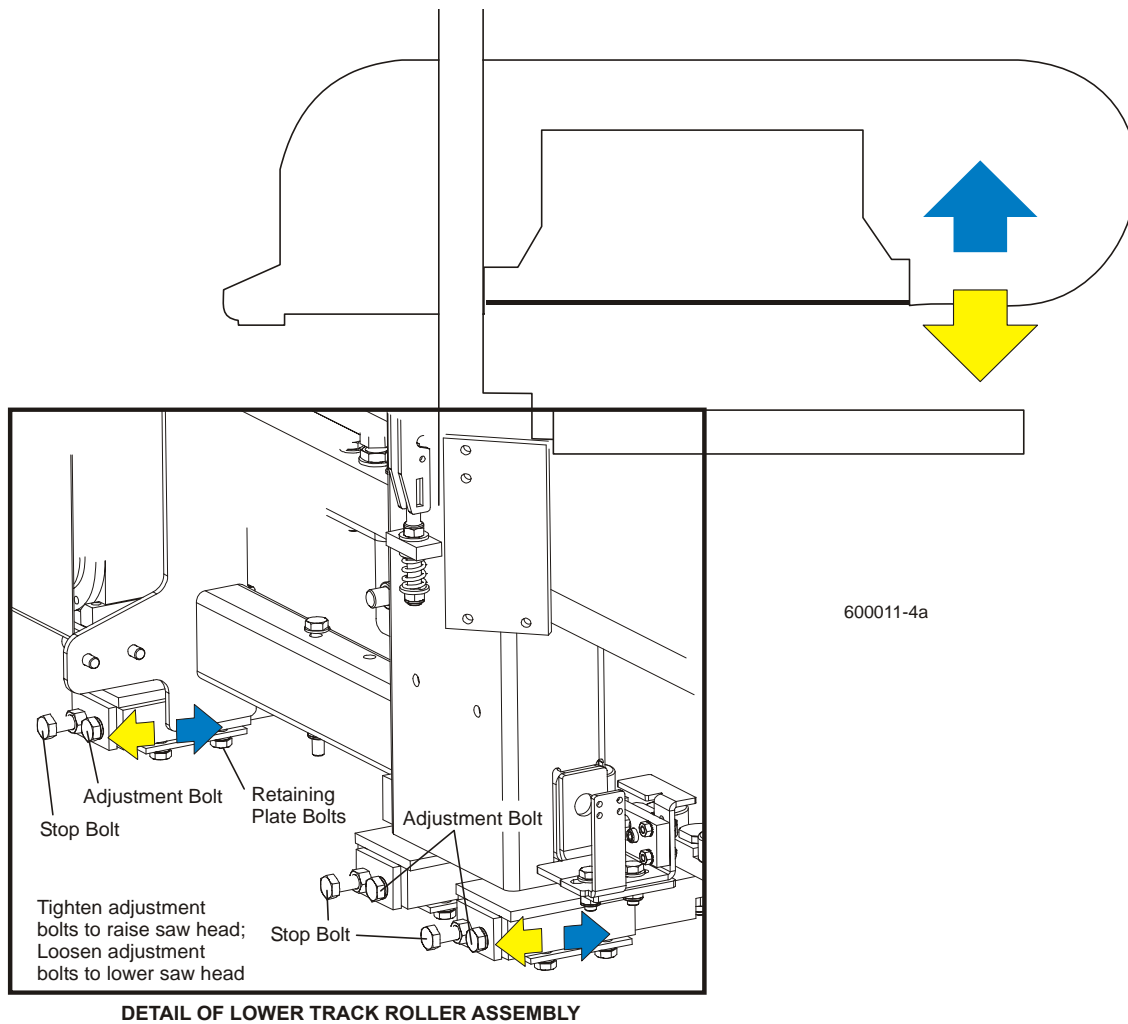 600011-4a
Adjustment Bolt
Stop Bolt
Retaining
Plate Bolts
Adjustment Bolt
Stop Bolt
Tighten adjustment
bolts to raise saw head;
Loosen adjustment
bolts to lower saw head
DETAIL OF LOWER TRACK ROLLER ASSEMBLY